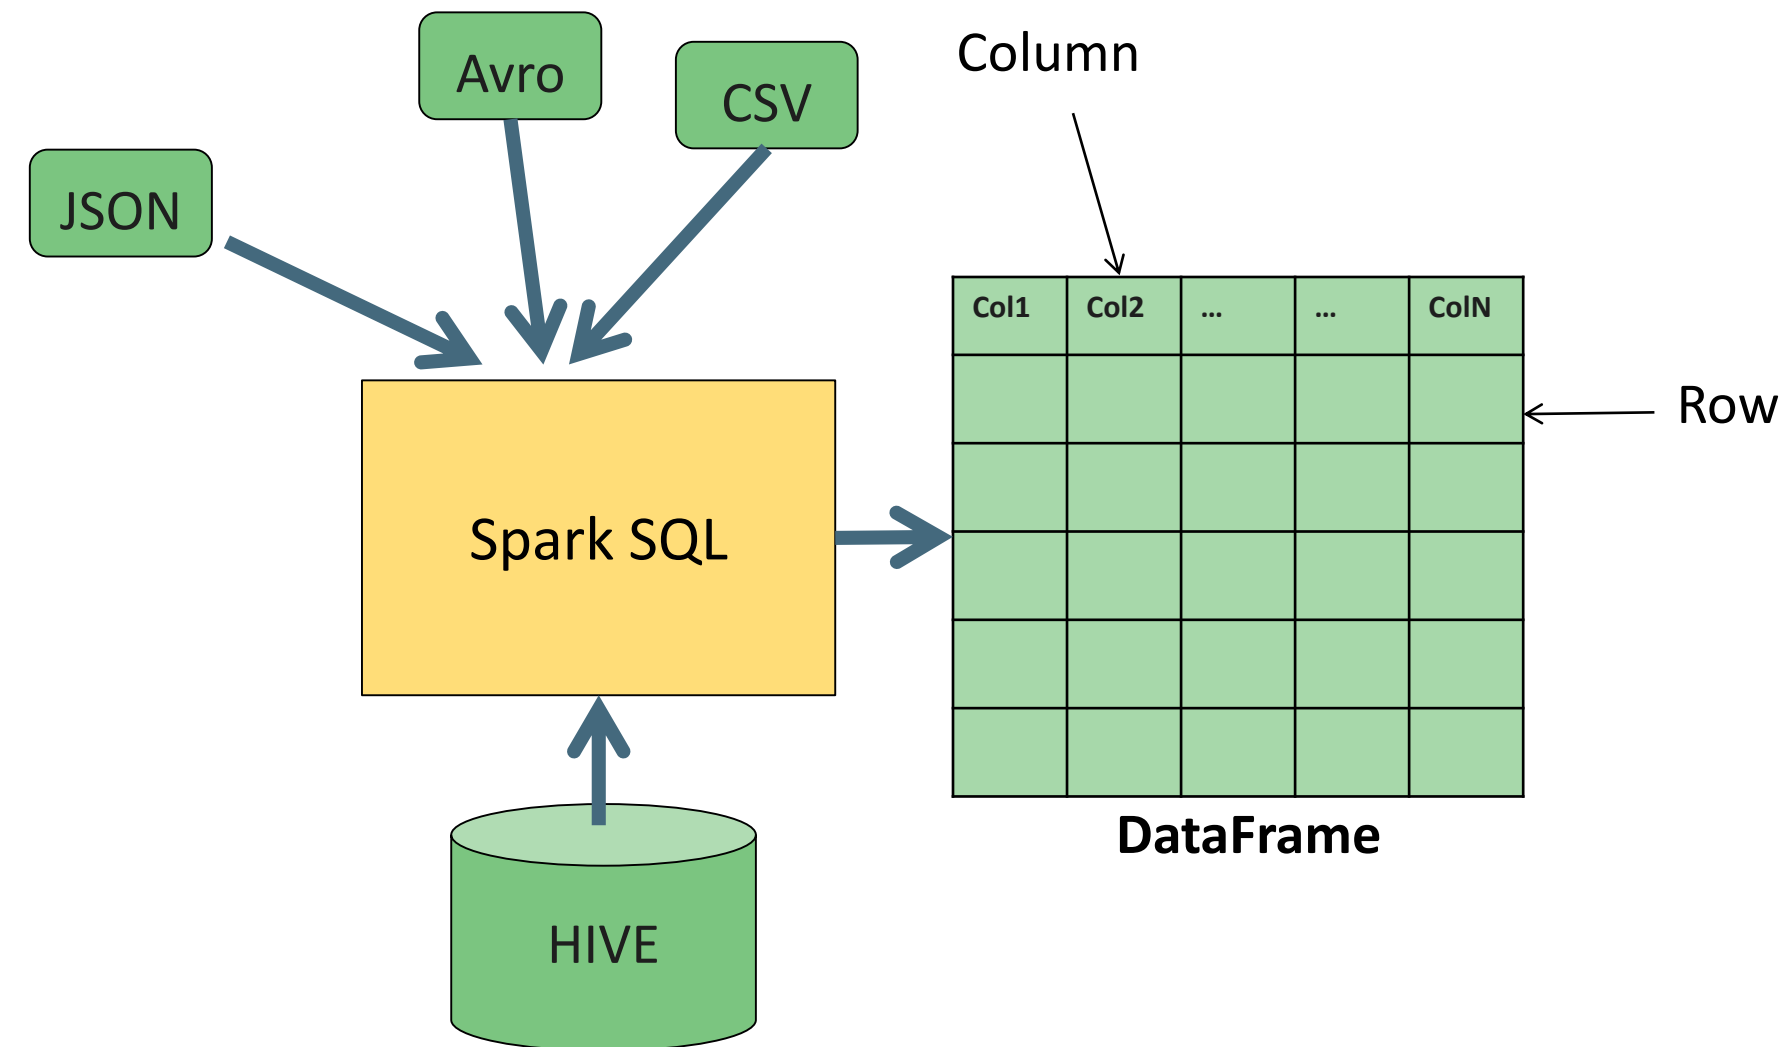 Avro
CSV
JSON
Column
Col1 Col2 ... ... ColN
Row
Spark SQL
DataFrame
HIVE